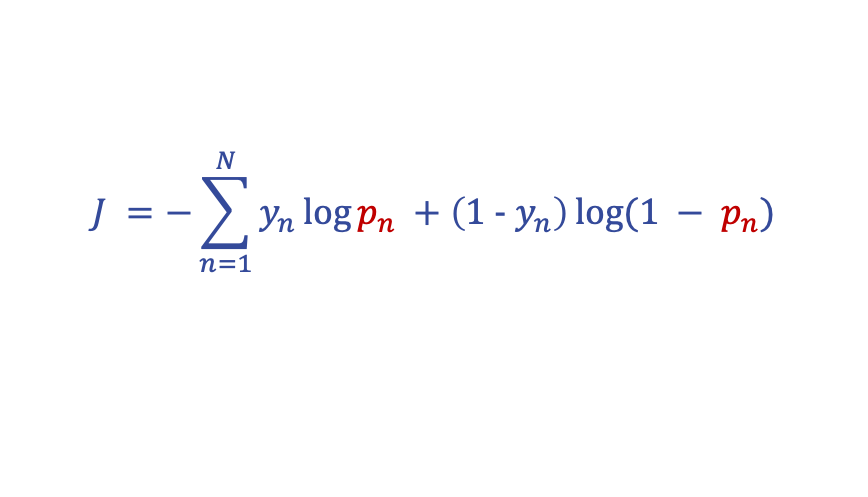 J = − ∑_{n=1}^{N} y_n log p_n + (1 - y_n) log(1 − p_n)